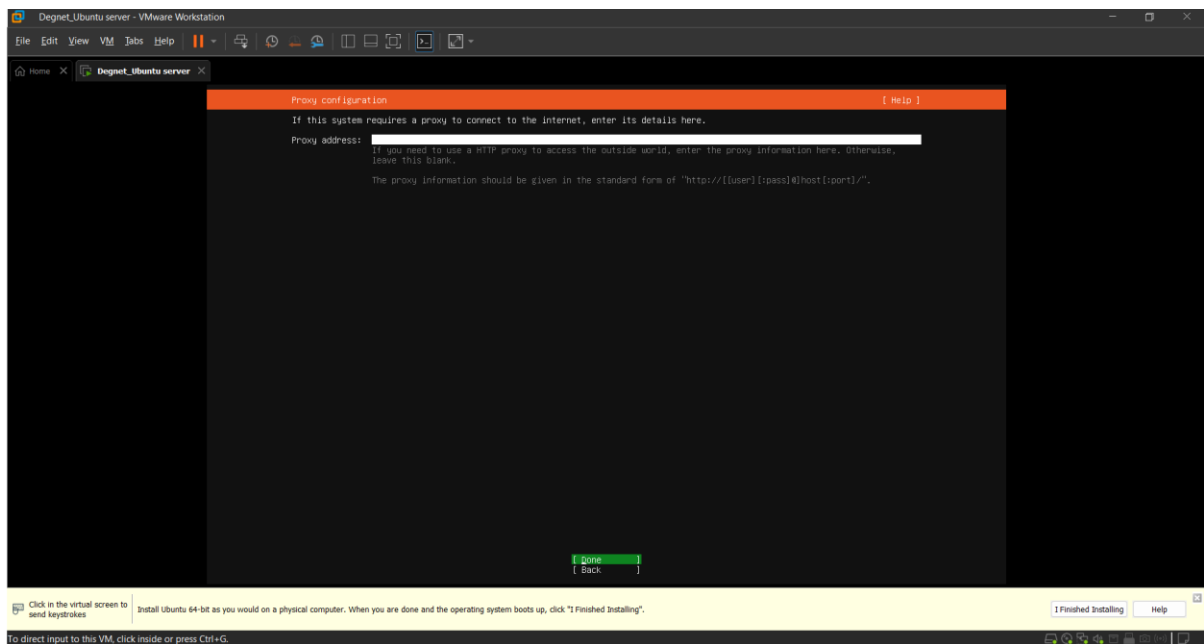 Degnet_Ubuntu server - VMware Workstation
File Edit View VM Tabs Help
Home
Degnet_Ubuntu server
Proxy configuration [ Help ]
If this system requires a proxy to connect to the internet, enter its details here.
Proxy address:
If you need to use a HTTP proxy to access the outside world, enter the proxy information here. Otherwise,
leave this blank.
The proxy information should be given in the standard form of "http://[[user][:pass]@]host[:port]/".
[ Done ]
[ Back ]
Click in the virtual screen to
send keystrokes
Install Ubuntu 64-bit as you would on a physical computer. When you are done and the operating system boots up, click "I Finished Installing".
I Finished Installing
Help
To direct input to this VM, click inside or press Ctrl+G.